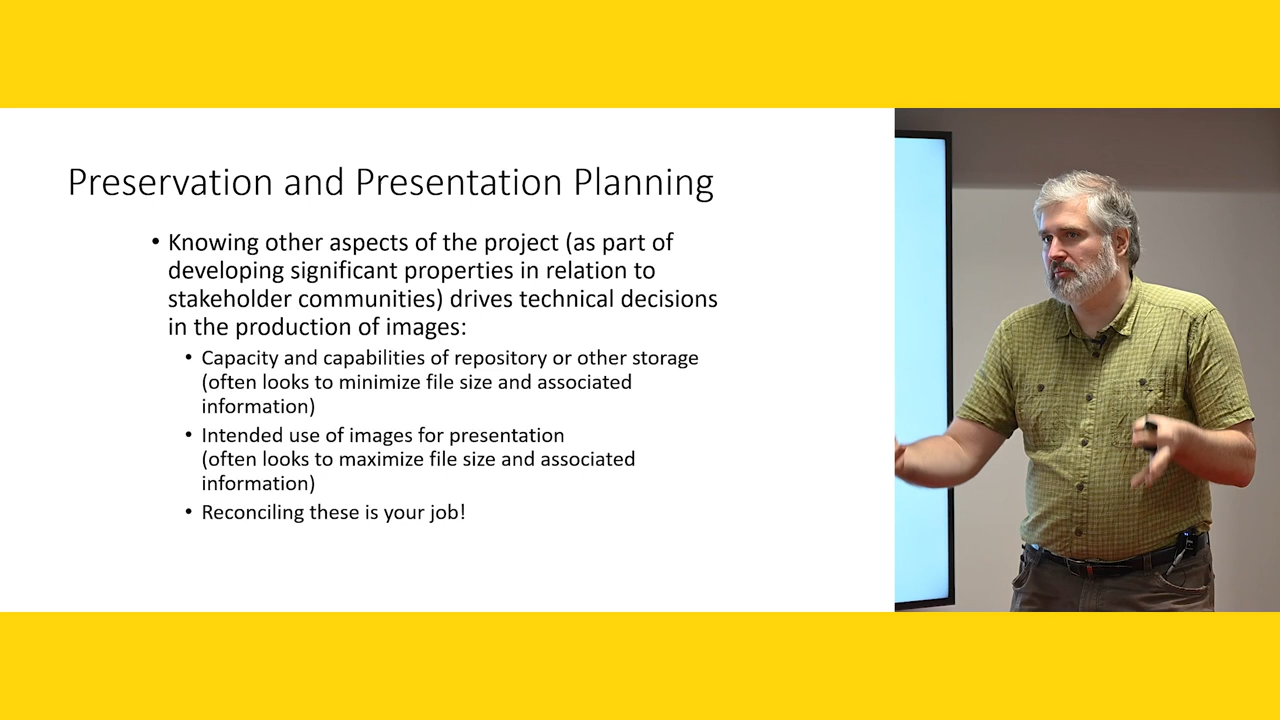 Preservation and Presentation Planning
• Knowing other aspects of the project (as part of
developing significant properties in relation to
stakeholder communities) drives technical decisions
in the production of images:
• Capacity and capabilities of repository or other storage
(often looks to minimize file size and associated
information)
• Intended use of images for presentation
(often looks to maximize file size and associated
information)
• Reconciling these is your job!